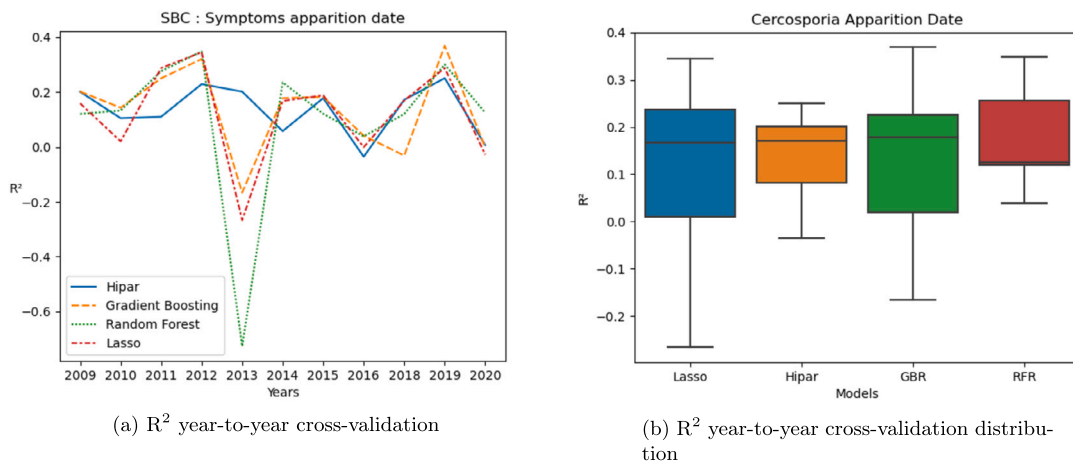 SBC : Symptoms apparition date
0.4
0.2
0.0
−0.2
−0.4
−0.6
R²
Hipar
Gradient Boosting
Random Forest
Lasso
2009 2010 2011 2012 2013 2014 2015 2016 2018 2019 2020
Years
(a) R² year-to-year cross-validation
Cercosporia Apparition Date
0.4
0.3
0.2
0.1
0.0
−0.1
−0.2
R²
Lasso Hipar GBR RFR
Models
(b) R² year-to-year cross-validation distribu-
tion